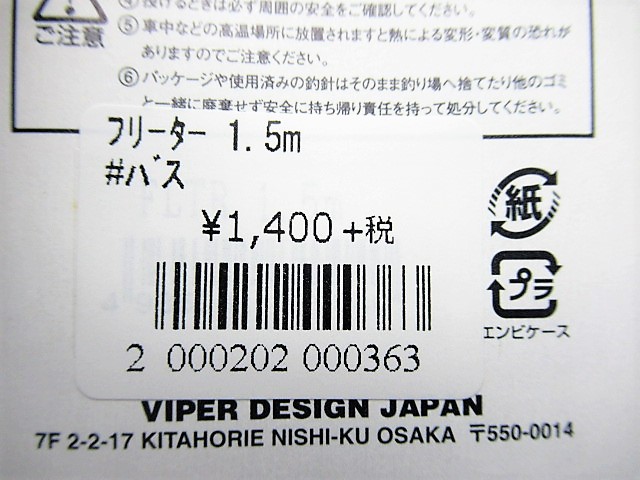 ④投げるときは必ず周囲の安全をご確認してください。
ご注意
⑤車中などの高温場所に放置されますと熱による変形・変質の恐れが
ありますのでご注意ください。
⑥パッケージや使用済みの釣針はそのまま釣り場へ捨てたり他のゴミ
と一緒に廃棄せず安全に持ち帰り責任を持って処分してください。
フリーター 1.5m
#バス
¥1,400+税
2 000202 000363
紙
プラ
エンビケース
VIPER DESIGN JAPAN
7F 2-2-17 KITAHORIE NISHI-KU OSAKA 〒550-0014